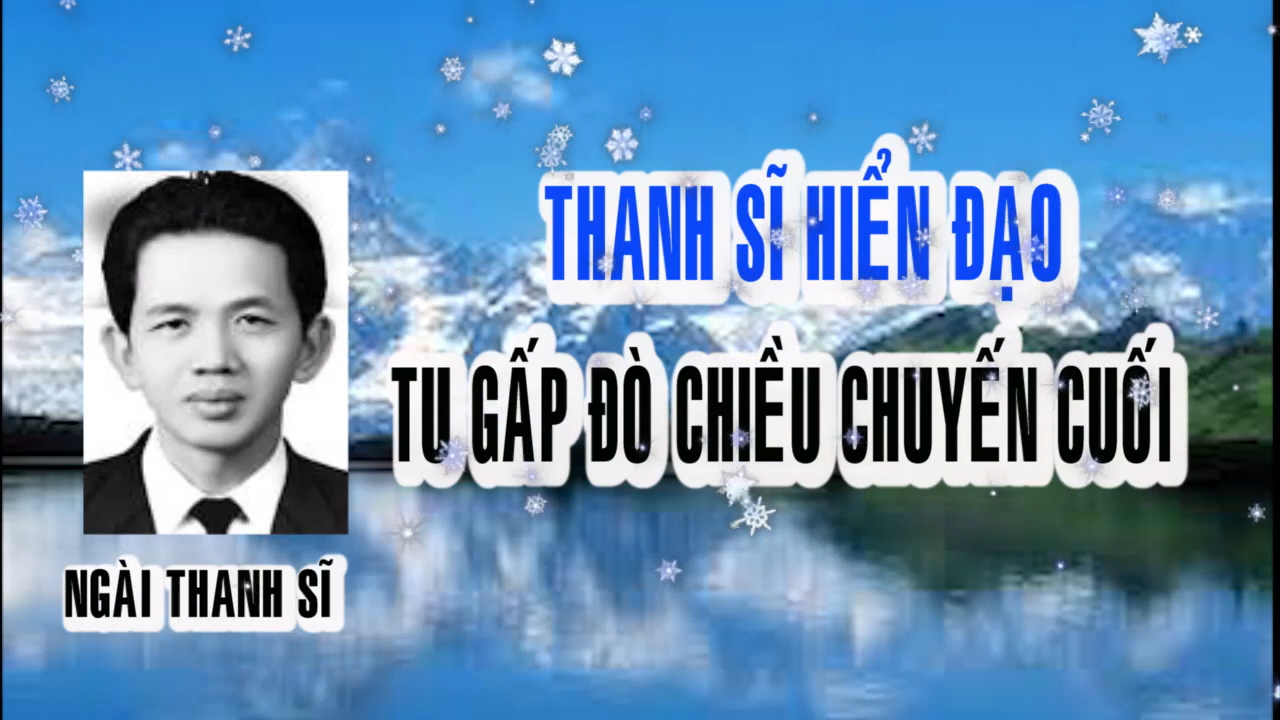 THANH SĨ HIỂN ĐẠO
TU GẤP ĐÒ CHIỀU CHUYẾN CUỐI
NGÀI THANH SĨ